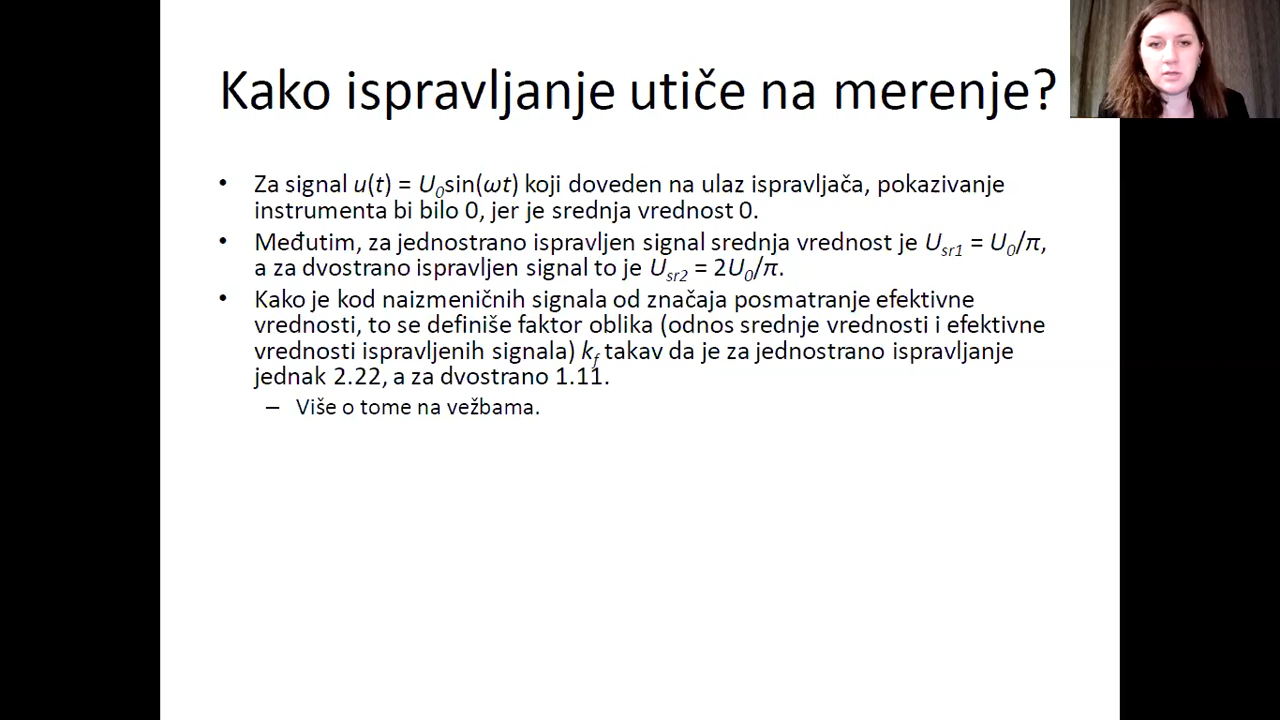 Kako ispravljanje utiče na merenje?
• Za signal u(t) = U0sin(ωt) koji doveden na ulaz ispravljača, pokazivanje
instrumenta bi bilo 0, jer je srednja vrednost 0.
• Međutim, za jednostrano ispravljen signal srednja vrednost je Usr1 = U0/π,
a za dvostrano ispravljen signal to je Usr2 = 2U0/π.
• Kako je kod naizmeničnih signala od značaja posmatranje efektivne
vrednosti, to se definiše faktor oblika (odnos srednje vrednosti i efektivne
vrednosti ispravljenih signala) kf takav da je za jednostrano ispravljanje
jednak 2.22, a za dvostrano 1.11.
– Više o tome na vežbama.